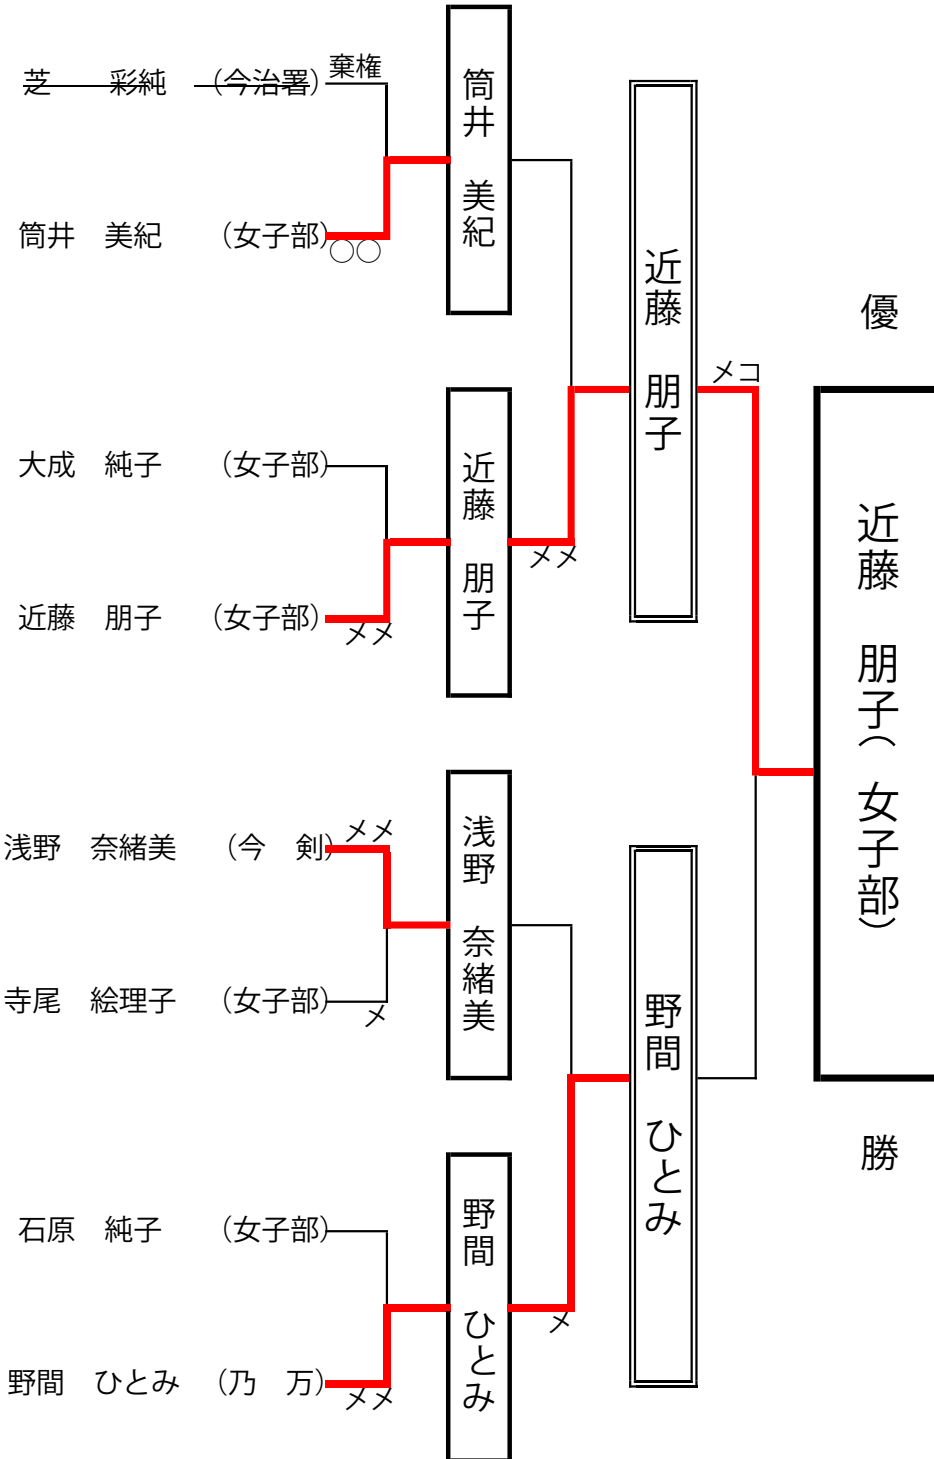 芝　　彩純　（今治署）
棄権
筒井　美紀　　（女子部）
○○
大成　純子　　（女子部）
近藤　朋子　　（女子部）
メメ
浅野　奈緒美　　（今　剣）
メメ
寺尾　絵理子　　（女子部）
メ
石原　純子　　（女子部）
野間　ひとみ　（乃　万）
メメ
筒井　美紀
近藤　朋子
メメ
浅野　奈緒美
野間　ひとみ
メ
近藤　朋子
メコ
野間　ひとみ
優
近藤　朋子（女子部）
勝